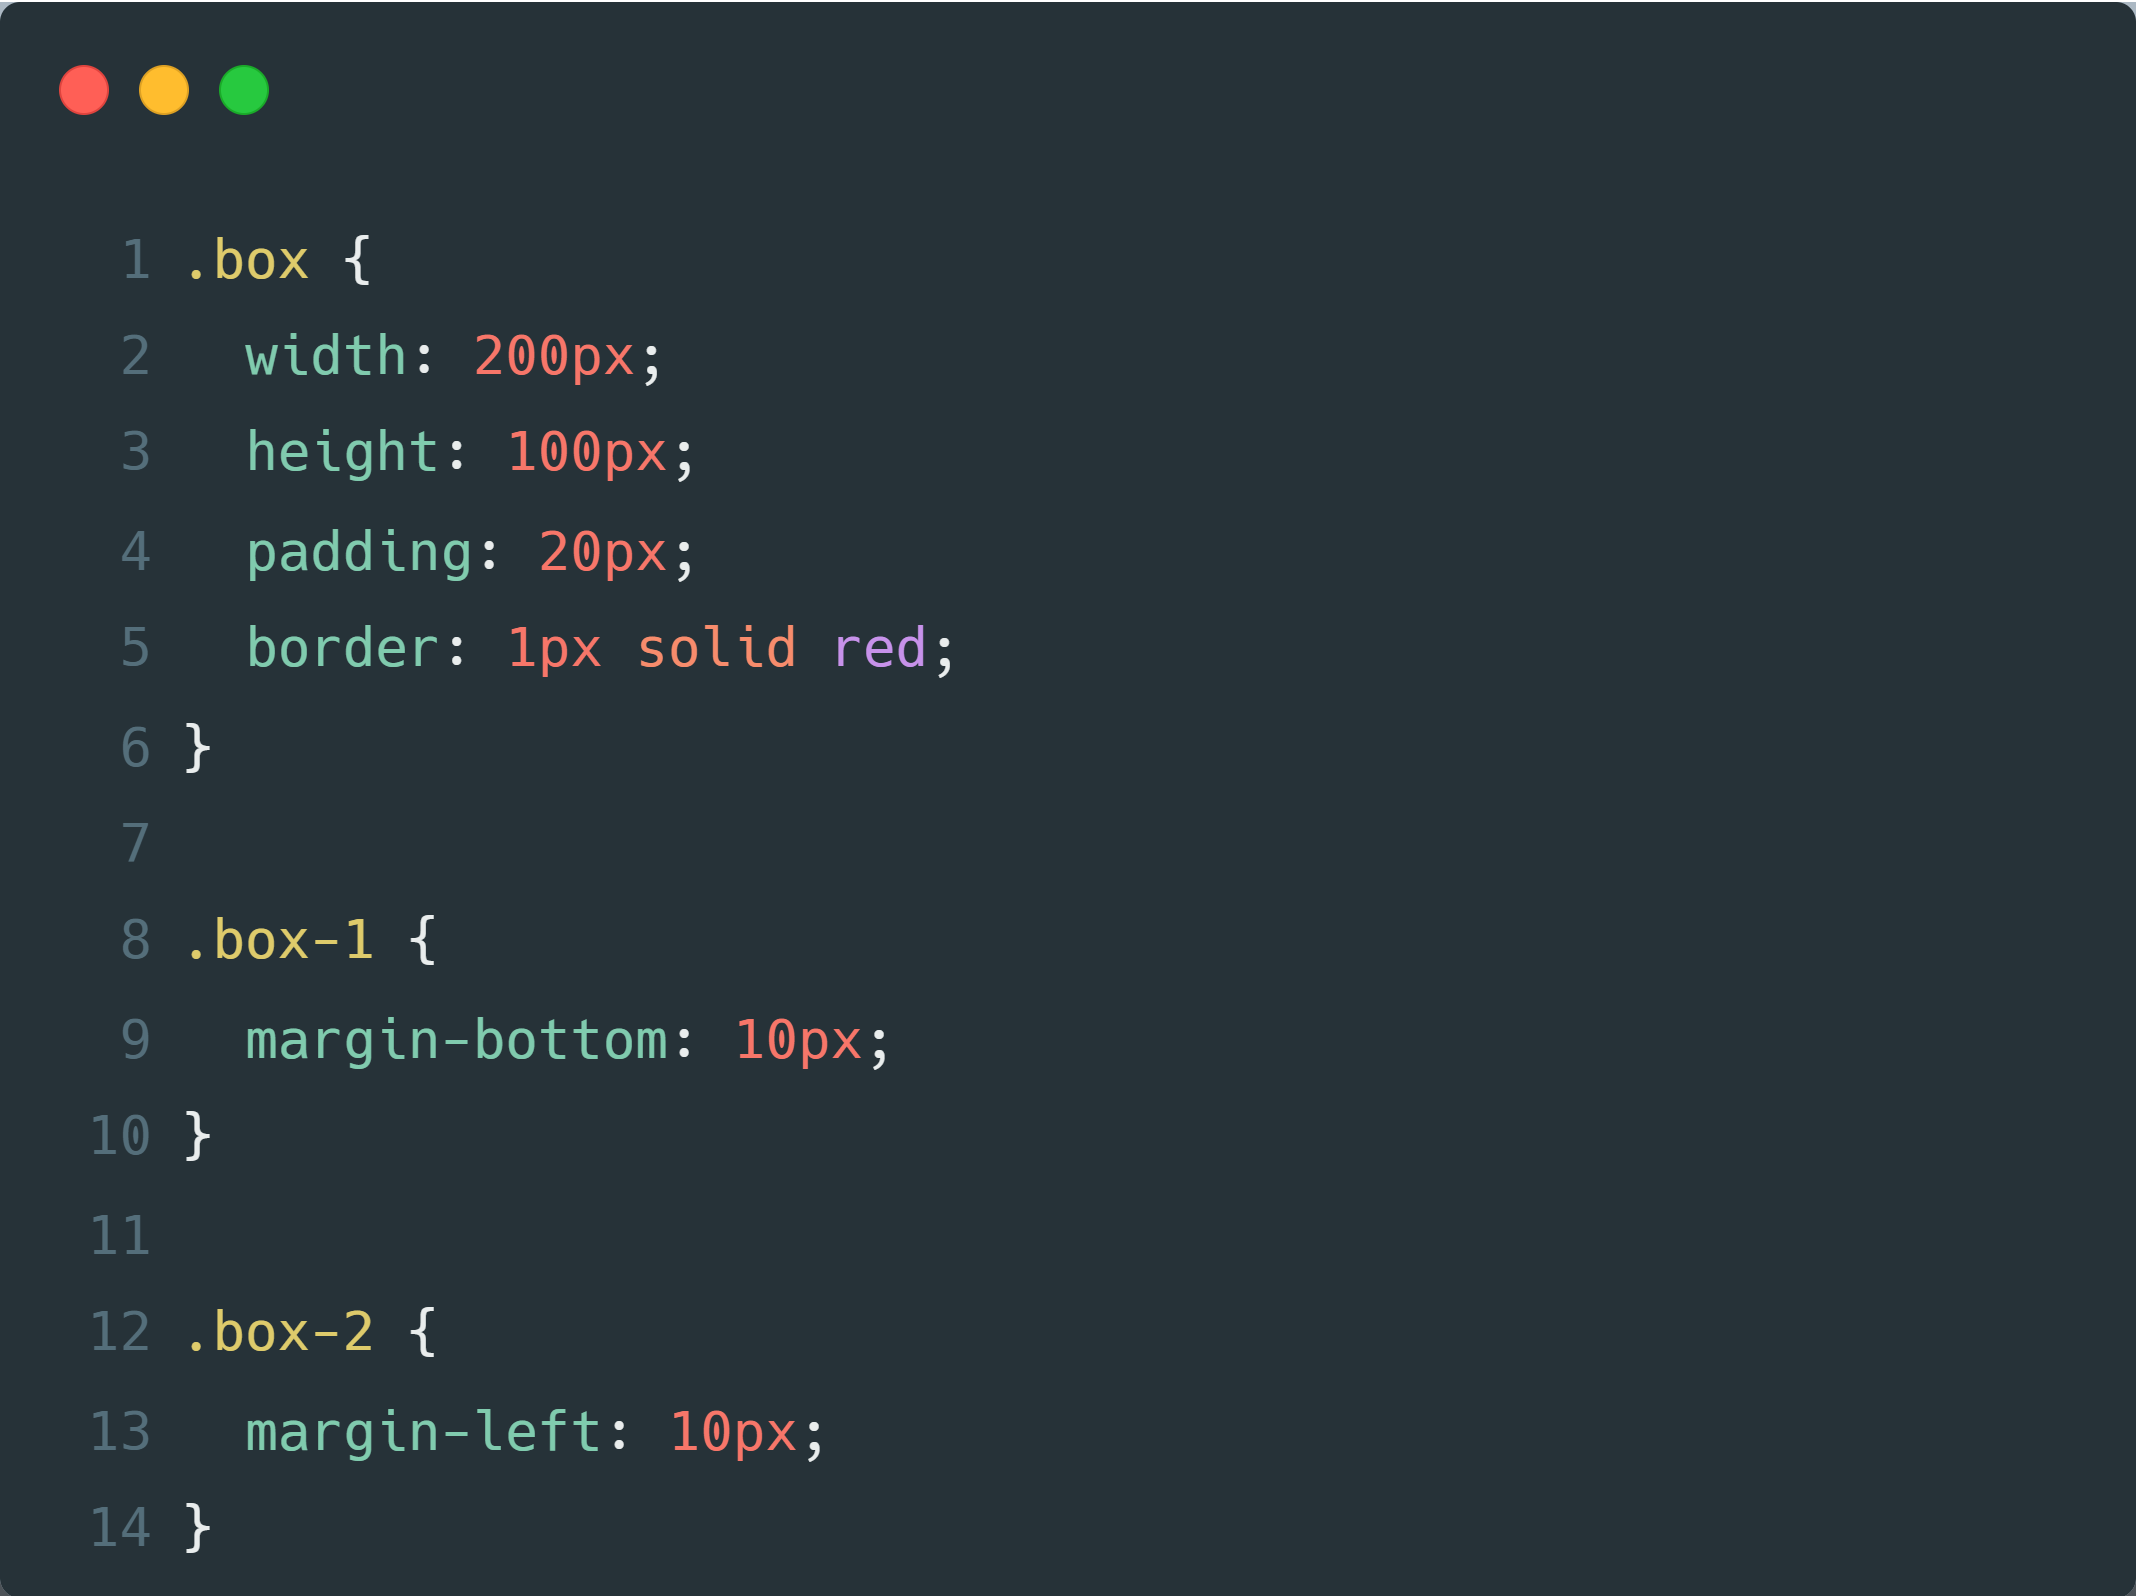 1 .box {
2   width: 200px;
3   height: 100px;
4   padding: 20px;
5   border: 1px solid red;
6 }
7
8 .box-1 {
9   margin-bottom: 10px;
10 }
11
12 .box-2 {
13   margin-left: 10px;
14 }